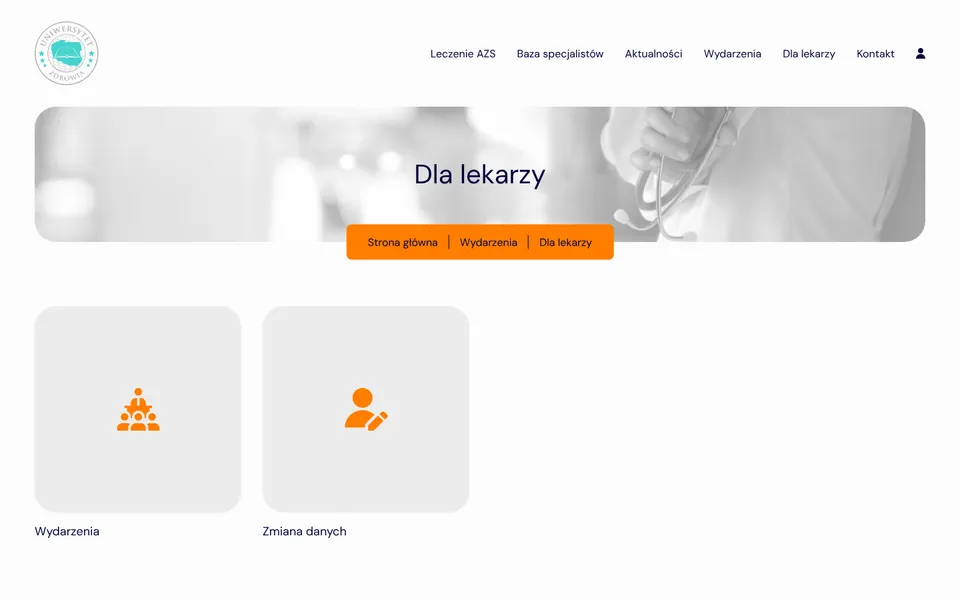 UNIWERSYTET
ZDROWIA
Leczenie AZS Baza specjalistów Aktualności Wydarzenia Dla lekarzy Kontakt
Dla lekarzy
Strona główna Wydarzenia Dla lekarzy
Wydarzenia Zmiana danych